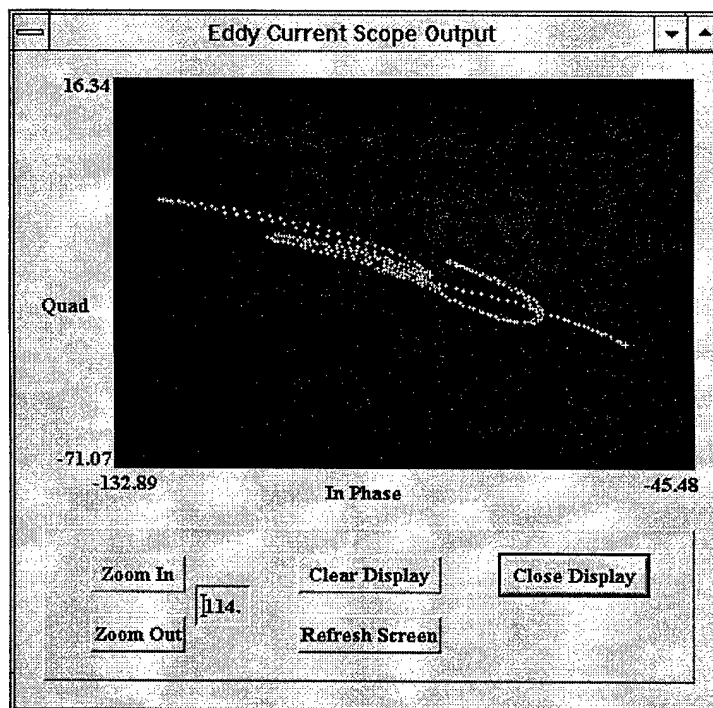 Eddy Current Scope Output
16.34
Quad
-71.07
-132.89
In Phase
-45.48
Zoom In
Clear Display
Close Display
114.
Zoom Out
Refresh Screen